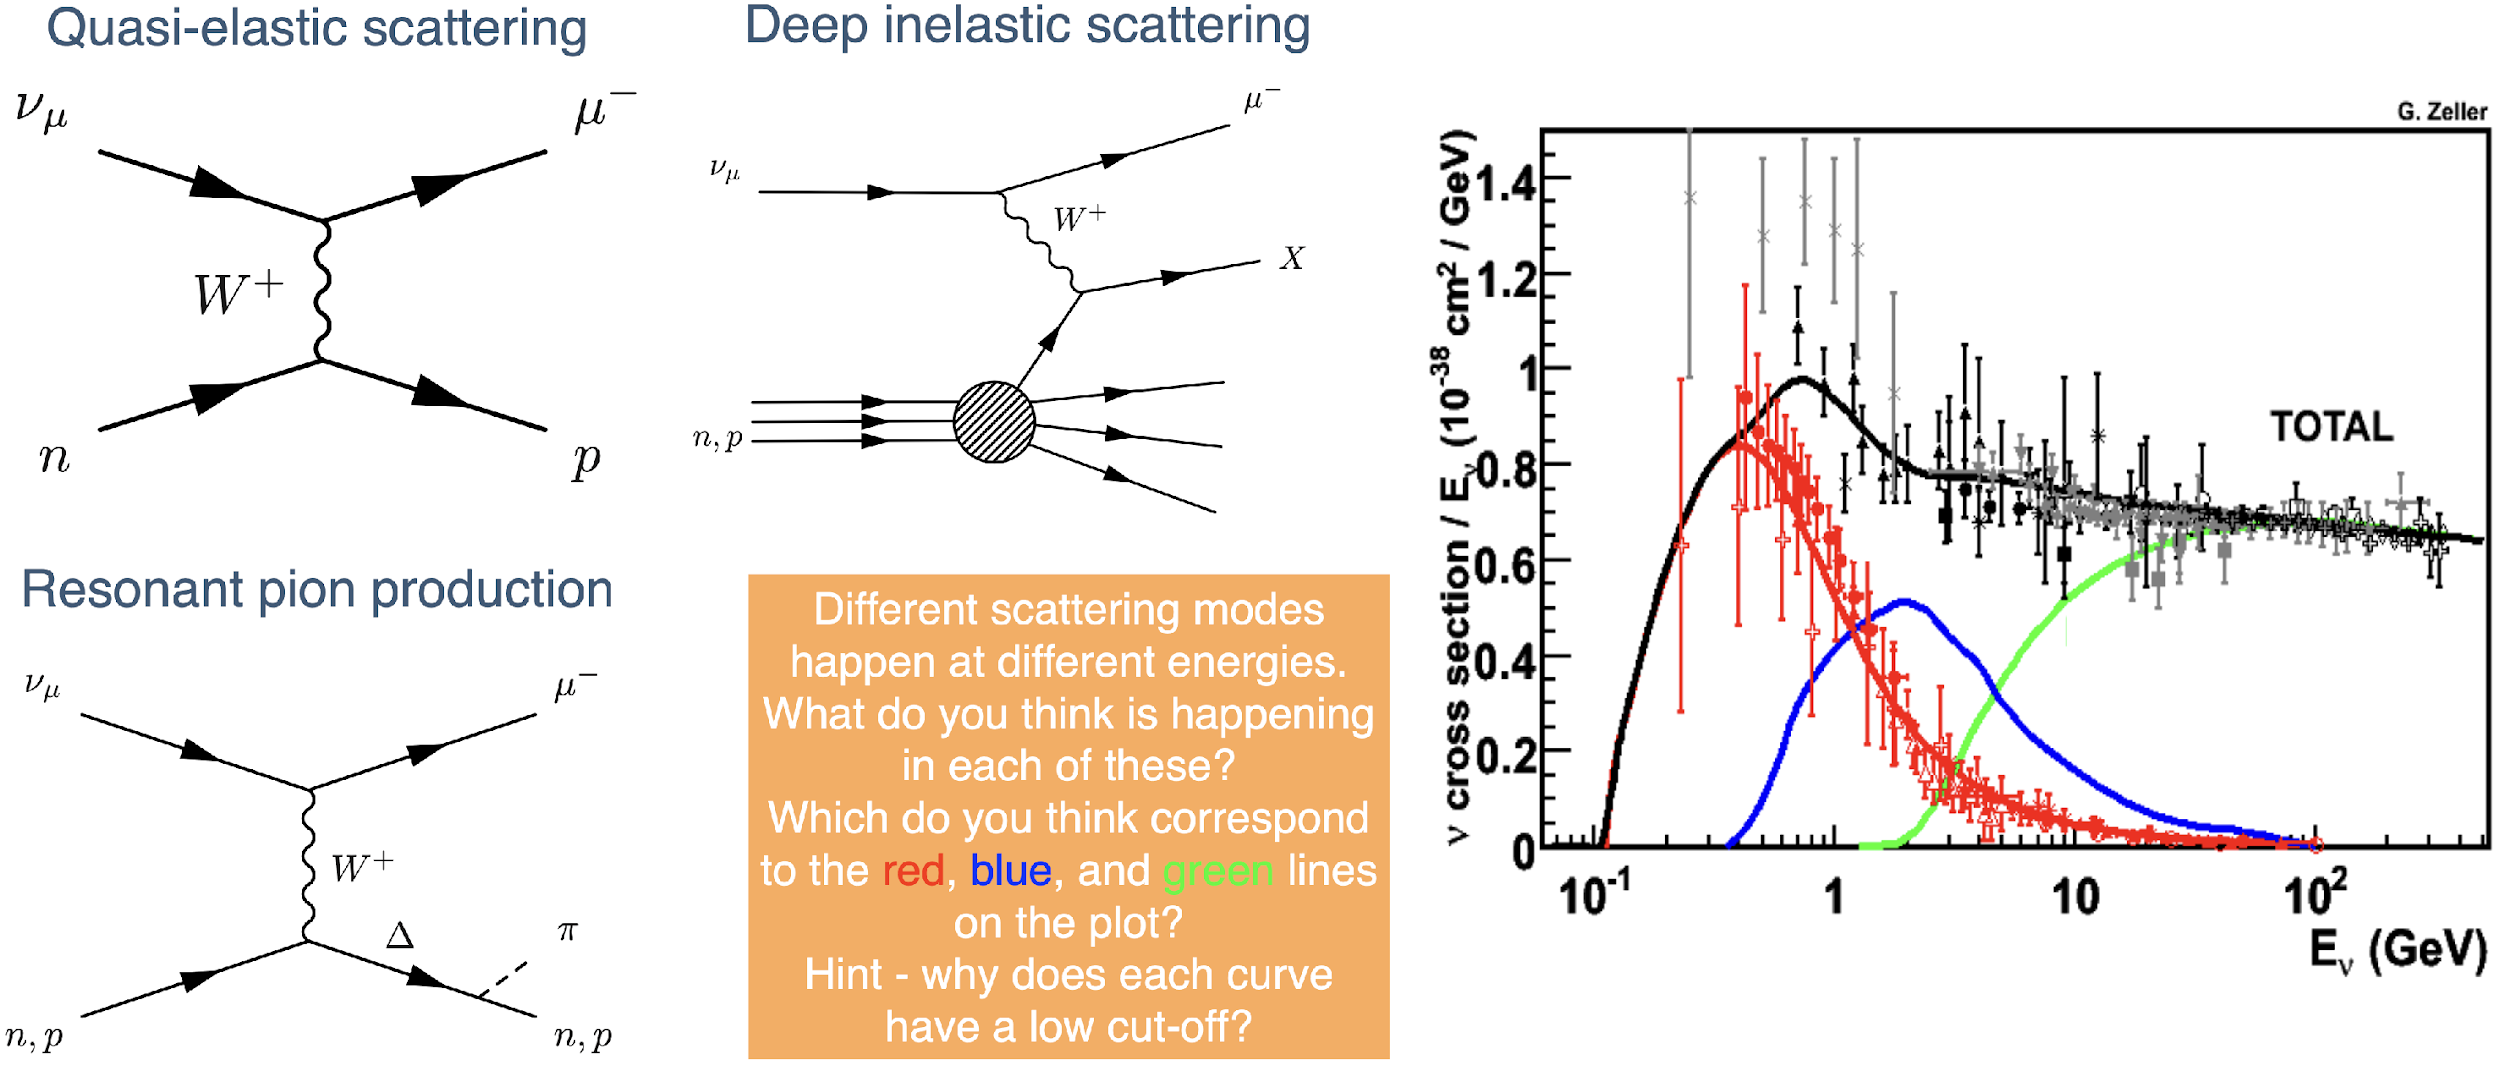 Quasi-elastic scattering
ν_μ
μ⁻
W⁺
n
p
Resonant pion production
ν_μ
μ⁻
W⁺
Δ
π
n, p
n, p
Deep inelastic scattering
μ⁻
ν_μ
W⁺
X
n, p
Different scattering modes
happen at different energies.
What do you think is happening
in each of these?
Which do you think correspond
to the red, blue, and green lines
on the plot?
Hint - why does each curve
have a low cut-off?
G. Zeller
ν cross section / E_ν (10⁻³⁸ cm² / GeV)
1.4
1.2
1
0.8
0.6
0.4
0.2
0
TOTAL
10⁻¹
1
10
10²
E_ν (GeV)